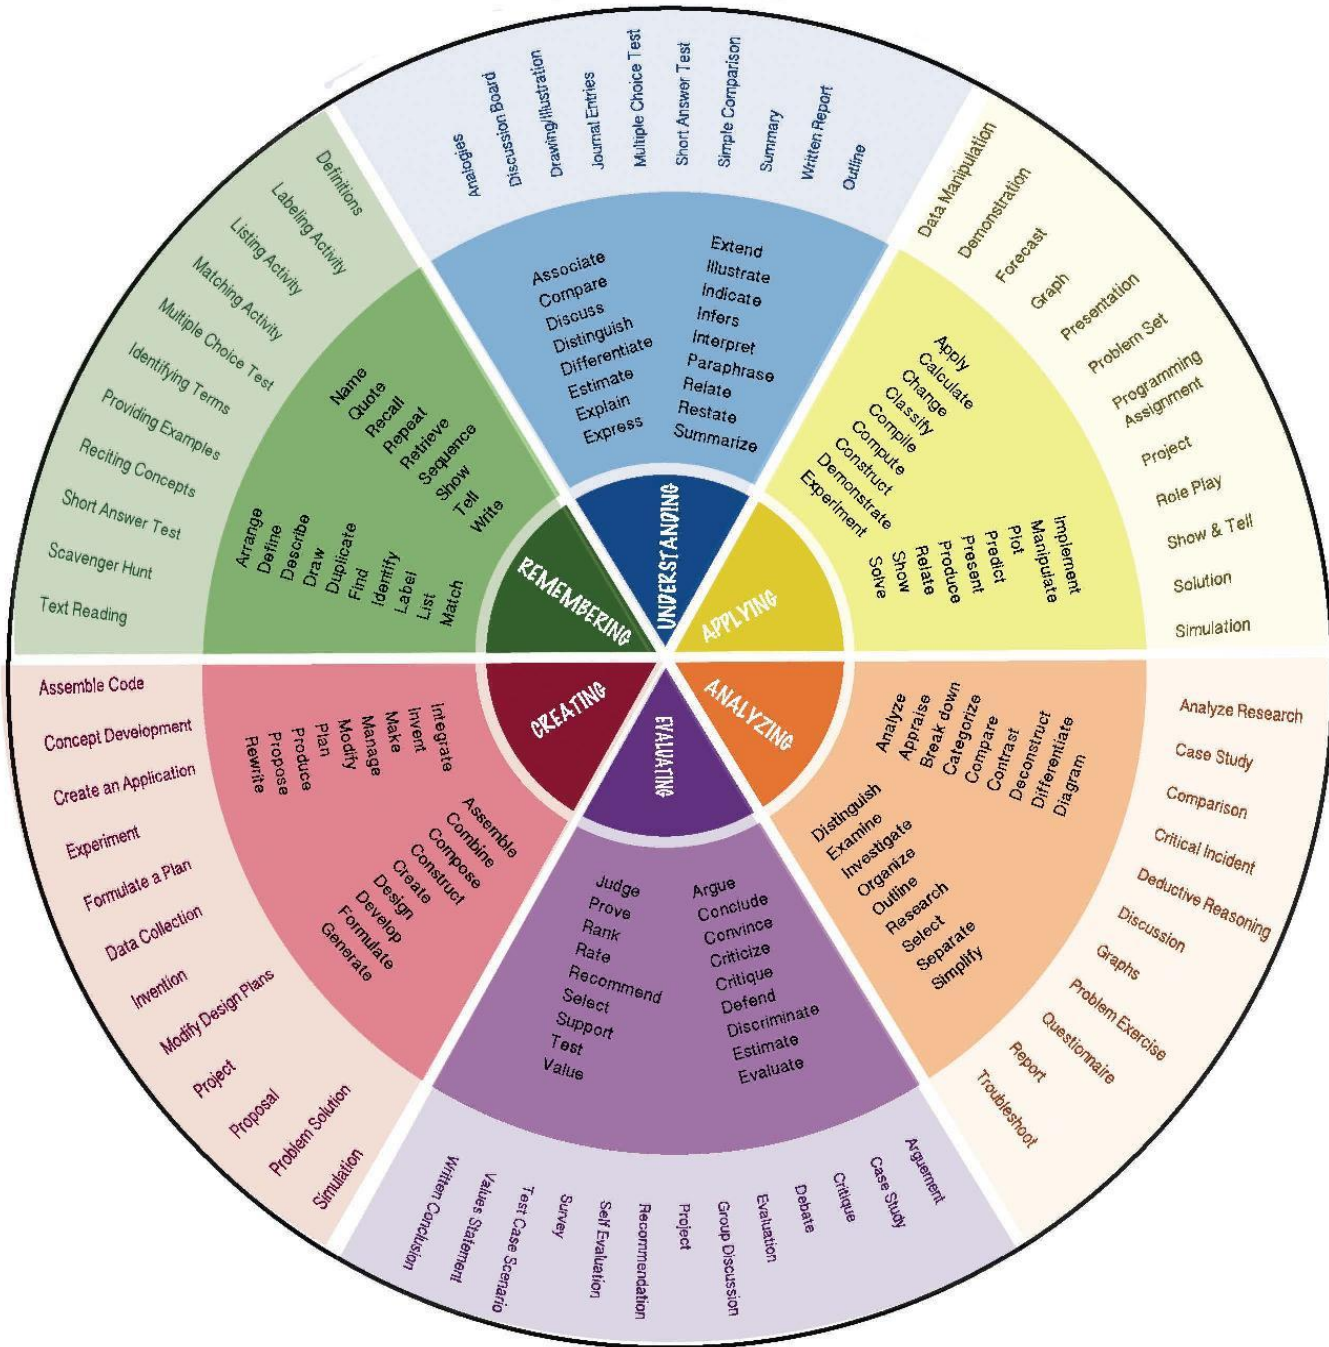 UNDERSTANDING
Analogies
Discussion Board
Drawing/Illustration
Journal Entries
Multiple Choice Test
Short Answer Test
Simple Comparison
Summary
Written Report
Outline
Associate
Compare
Discuss
Distinguish
Differentiate
Estimate
Explain
Express
Extend
Illustrate
Indicate
Infers
Interpret
Paraphrase
Relate
Restate
Summarize
APPLYING
Data Manipulation
Demonstration
Forecast
Graph
Presentation
Problem Set
Programming
Assignment
Project
Role Play
Show & Tell
Solution
Simulation
Apply
Calculate
Change
Classify
Compile
Compute
Construct
Demonstrate
Experiment
Solve
Show
Relate
Produce
Present
Predict
Plot
Manipulate
Implement
ANALYZING
Analyze Research
Case Study
Comparison
Critical Incident
Deductive Reasoning
Discussion
Graphs
Problem Exercise
Questionnaire
Report
Troubleshoot
Analyze
Appraise
Break down
Categorize
Compare
Contrast
Deconstruct
Differentiate
Diagram
Distinguish
Examine
Investigate
Organize
Outline
Research
Select
Separate
Simplify
EVALUATING
Judge
Prove
Rank
Rate
Recommend
Select
Support
Test
Value
Argue
Conclude
Convince
Criticize
Critique
Defend
Discriminate
Estimate
Evaluate
Written Conclusion
Values Statement
Test Case Scenario
Survey
Self Evaluation
Recommendation
Project
Group Discussion
Evaluation
Debate
Critique
Case Study
Arguement
CREATING
Assemble Code
Concept Development
Create an Application
Experiment
Formulate a Plan
Data Collection
Invention
Modify Design Plans
Project
Proposal
Problem Solution
Simulation
Rewrite
Propose
Produce
Plan
Modify
Manage
Make
Invent
Integrate
Assemble
Combine
Compose
Construct
Create
Design
Develop
Formulate
Generate
REMEMBERING
Definitions
Labeling Activity
Listing Activity
Matching Activity
Multiple Choice Test
Identifying Terms
Providing Examples
Reciting Concepts
Short Answer Test
Scavenger Hunt
Text Reading
Name
Quote
Recall
Repeat
Retrieve
Sequence
Show
Tell
Write
Arrange
Define
Describe
Draw
Duplicate
Find
Identify
Label
List
Match